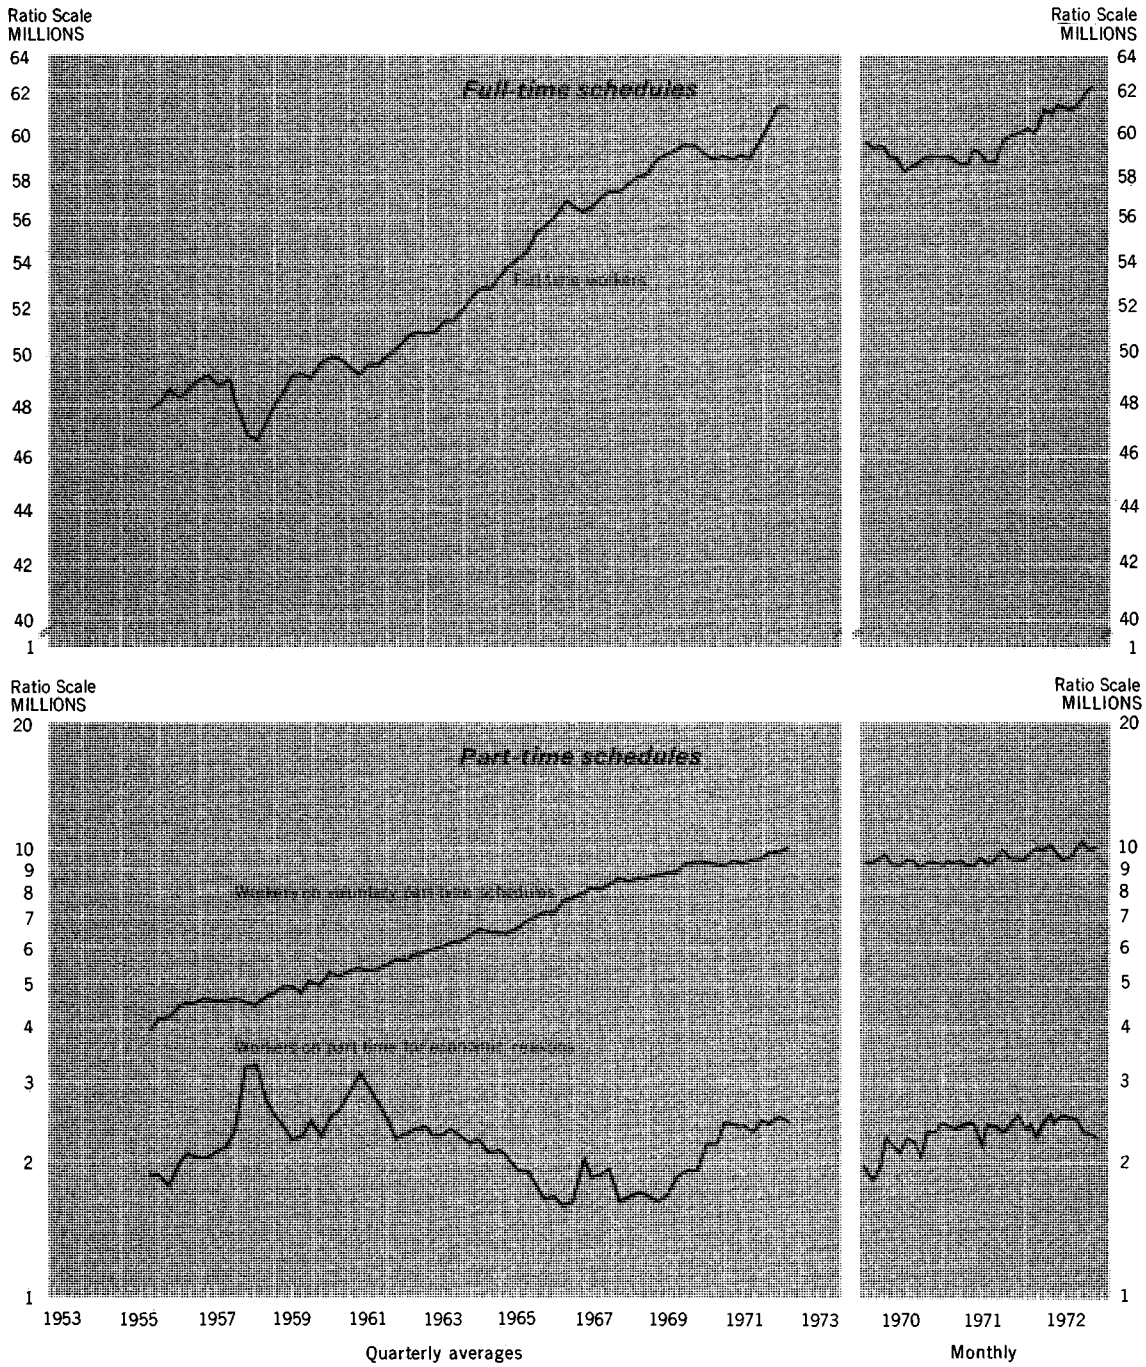 Ratio Scale
MILLIONS
Ratio Scale
MILLIONS
64
62
60
58
56
54
52
50
48
46
44
42
40
1
Full-time schedules
Full-time workers
64
62
60
58
56
54
52
50
48
46
44
42
40
1
Ratio Scale
MILLIONS
Ratio Scale
MILLIONS
20
10
9
8
7
6
5
4
3
2
1
Part-time schedules
Workers on voluntary part time schedules
Workers on part time for economic reasons
20
10
9
8
7
6
5
4
3
2
1
1953 1955 1957 1959 1961 1963 1965 1967 1969 1971 1973
1970 1971 1972
Quarterly averages
Monthly